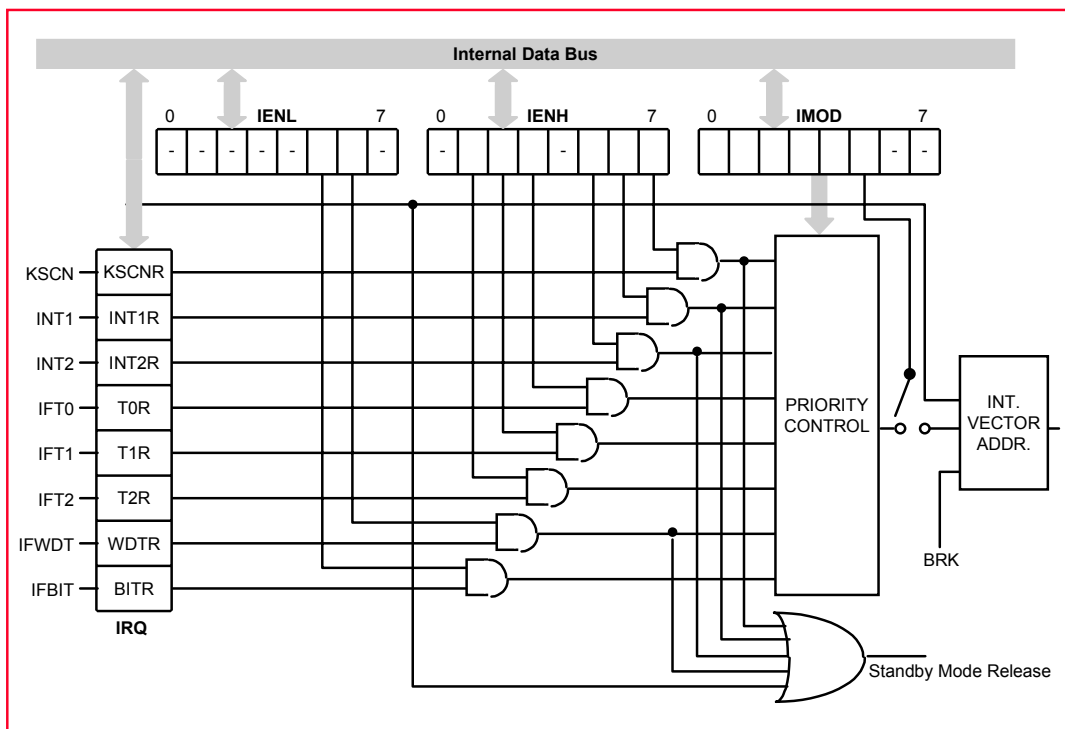 Internal Data Bus
0 IENL 7
0 IENH 7
0 IMOD 7
- - - - - -
- -
- -
KSCN KSCNR
INT1 INT1R
INT2 INT2R
IFT0 T0R
IFT1 T1R
IFT2 T2R
IFWDT WDTR
IFBIT BITR
IRQ
PRIORITY
CONTROL
INT.
VECTOR
ADDR.
BRK
Standby Mode Release